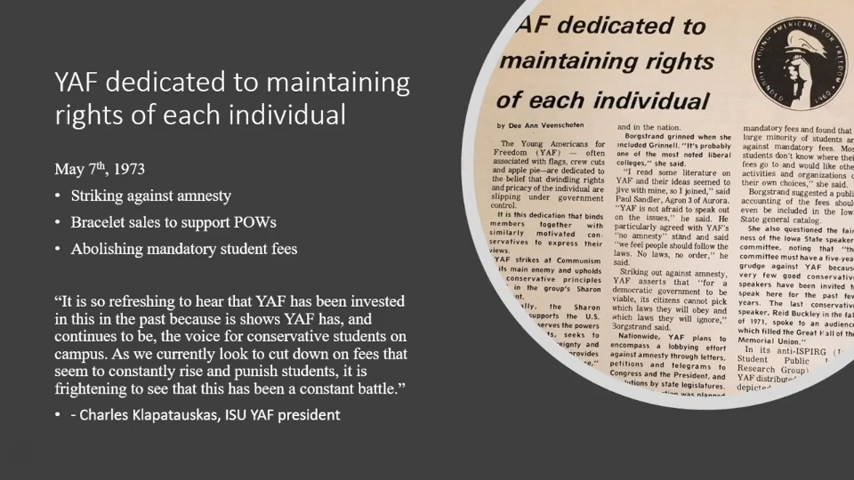 YAF dedicated to maintaining
rights of each individual
May 7th, 1973
• Striking against amnesty
• Bracelet sales to support POWs
• Abolishing mandatory student fees
“It is so refreshing to hear that YAF has been invested
in this in the past because is shows YAF has, and
continues to be, the voice for conservative students on
campus. As we currently look to cut down on fees that
seem to constantly rise and punish students, it is
frightening to see that this has been a constant battle.”
• - Charles Klapatauskas, ISU YAF president
AF dedicated to
maintaining rights
of each individual
YOUNG AMERICANS FOR FREEDOM
by Dee Ann Veenschoten
The Young Americans for
Freedom (YAF) — often
associated with flags, crew cuts
and apple pie—are dedicated to
the belief that dwindling rights
and privacy of the individual are
slipping under government
control.
It is this dedication that binds
members together with
similarly motivated con-
servatives to express their
views.
YAF strikes at Communism
its main enemy and upholds
conservative principles
in the group's Sharon
the Sharon
supports the U.S.
serves the powers
seeks to
and in the nation.
Borgstrand grinned when she
included Grinnell. "It's probably
one of the most noted liberal
colleges," she said.
"I read some literature on
YAF and their ideas seemed to
jive with mine, so I joined," said
Paul Sandler, Agron 3 of Aurora.
"YAF is not afraid to speak out
on the issues," he said. He
particularly agreed with YAF's
"no amnesty" stand and said
"we feel people should follow the
laws. No laws, no order," he
said.
Striking out against amnesty,
YAF asserts that "for a
democratic government to be
viable, its citizens cannot pick
which laws they will obey and
which laws they will ignore,"
Borgstrand said.
Nationwide, YAF plans to
encompass a lobbying effort
against amnesty through letters,
petitions and telegrams to
Congress and the President, and
by state legislatures.
mandatory fees and found that
large minority of students ar
against mandatory fees. Mos
students don't know where thei
fees go to and would like othe
activities and organizations o
their own choices," she said.
Borgstrand suggested a publi
accounting of the fees shoul
even be included in the Iow
State general catalog.
She also questioned the fair
ness of the Iowa State speaker
committee, noting that "th
committee must have a five-yea
grudge against YAF becaus
very few good conservativ
speakers have been invited t
speak here for the past few
years. The last conservativ
speaker, Reid Buckley in the fal
of 1971, spoke to an audienc
which filled the Great Hall of th
Memorial Union."
In its anti-ISPIRG (I
Student Public
Research Group)
YAF distribut
depict